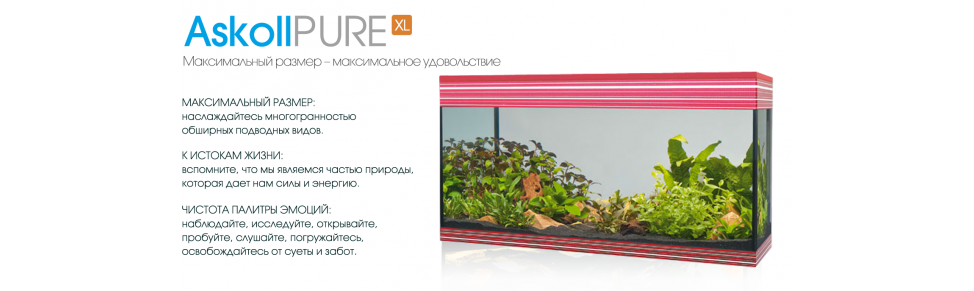 AskollPURE XL
Максимальный размер – максимальное удовольствие
МАКСИМАЛЬНЫЙ РАЗМЕР:
наслаждайтесь многогранностью
обширных подводных видов.
К ИСТОКАМ ЖИЗНИ:
вспомните, что мы являемся частью природы,
которая дает нам силы и энергию.
ЧИСТОТА ПАЛИТРЫ ЭМОЦИЙ:
наблюдайте, исследуйте, открывайте,
пробуйте, слушайте, погружайтесь,
освобождайтесь от суеты и забот.